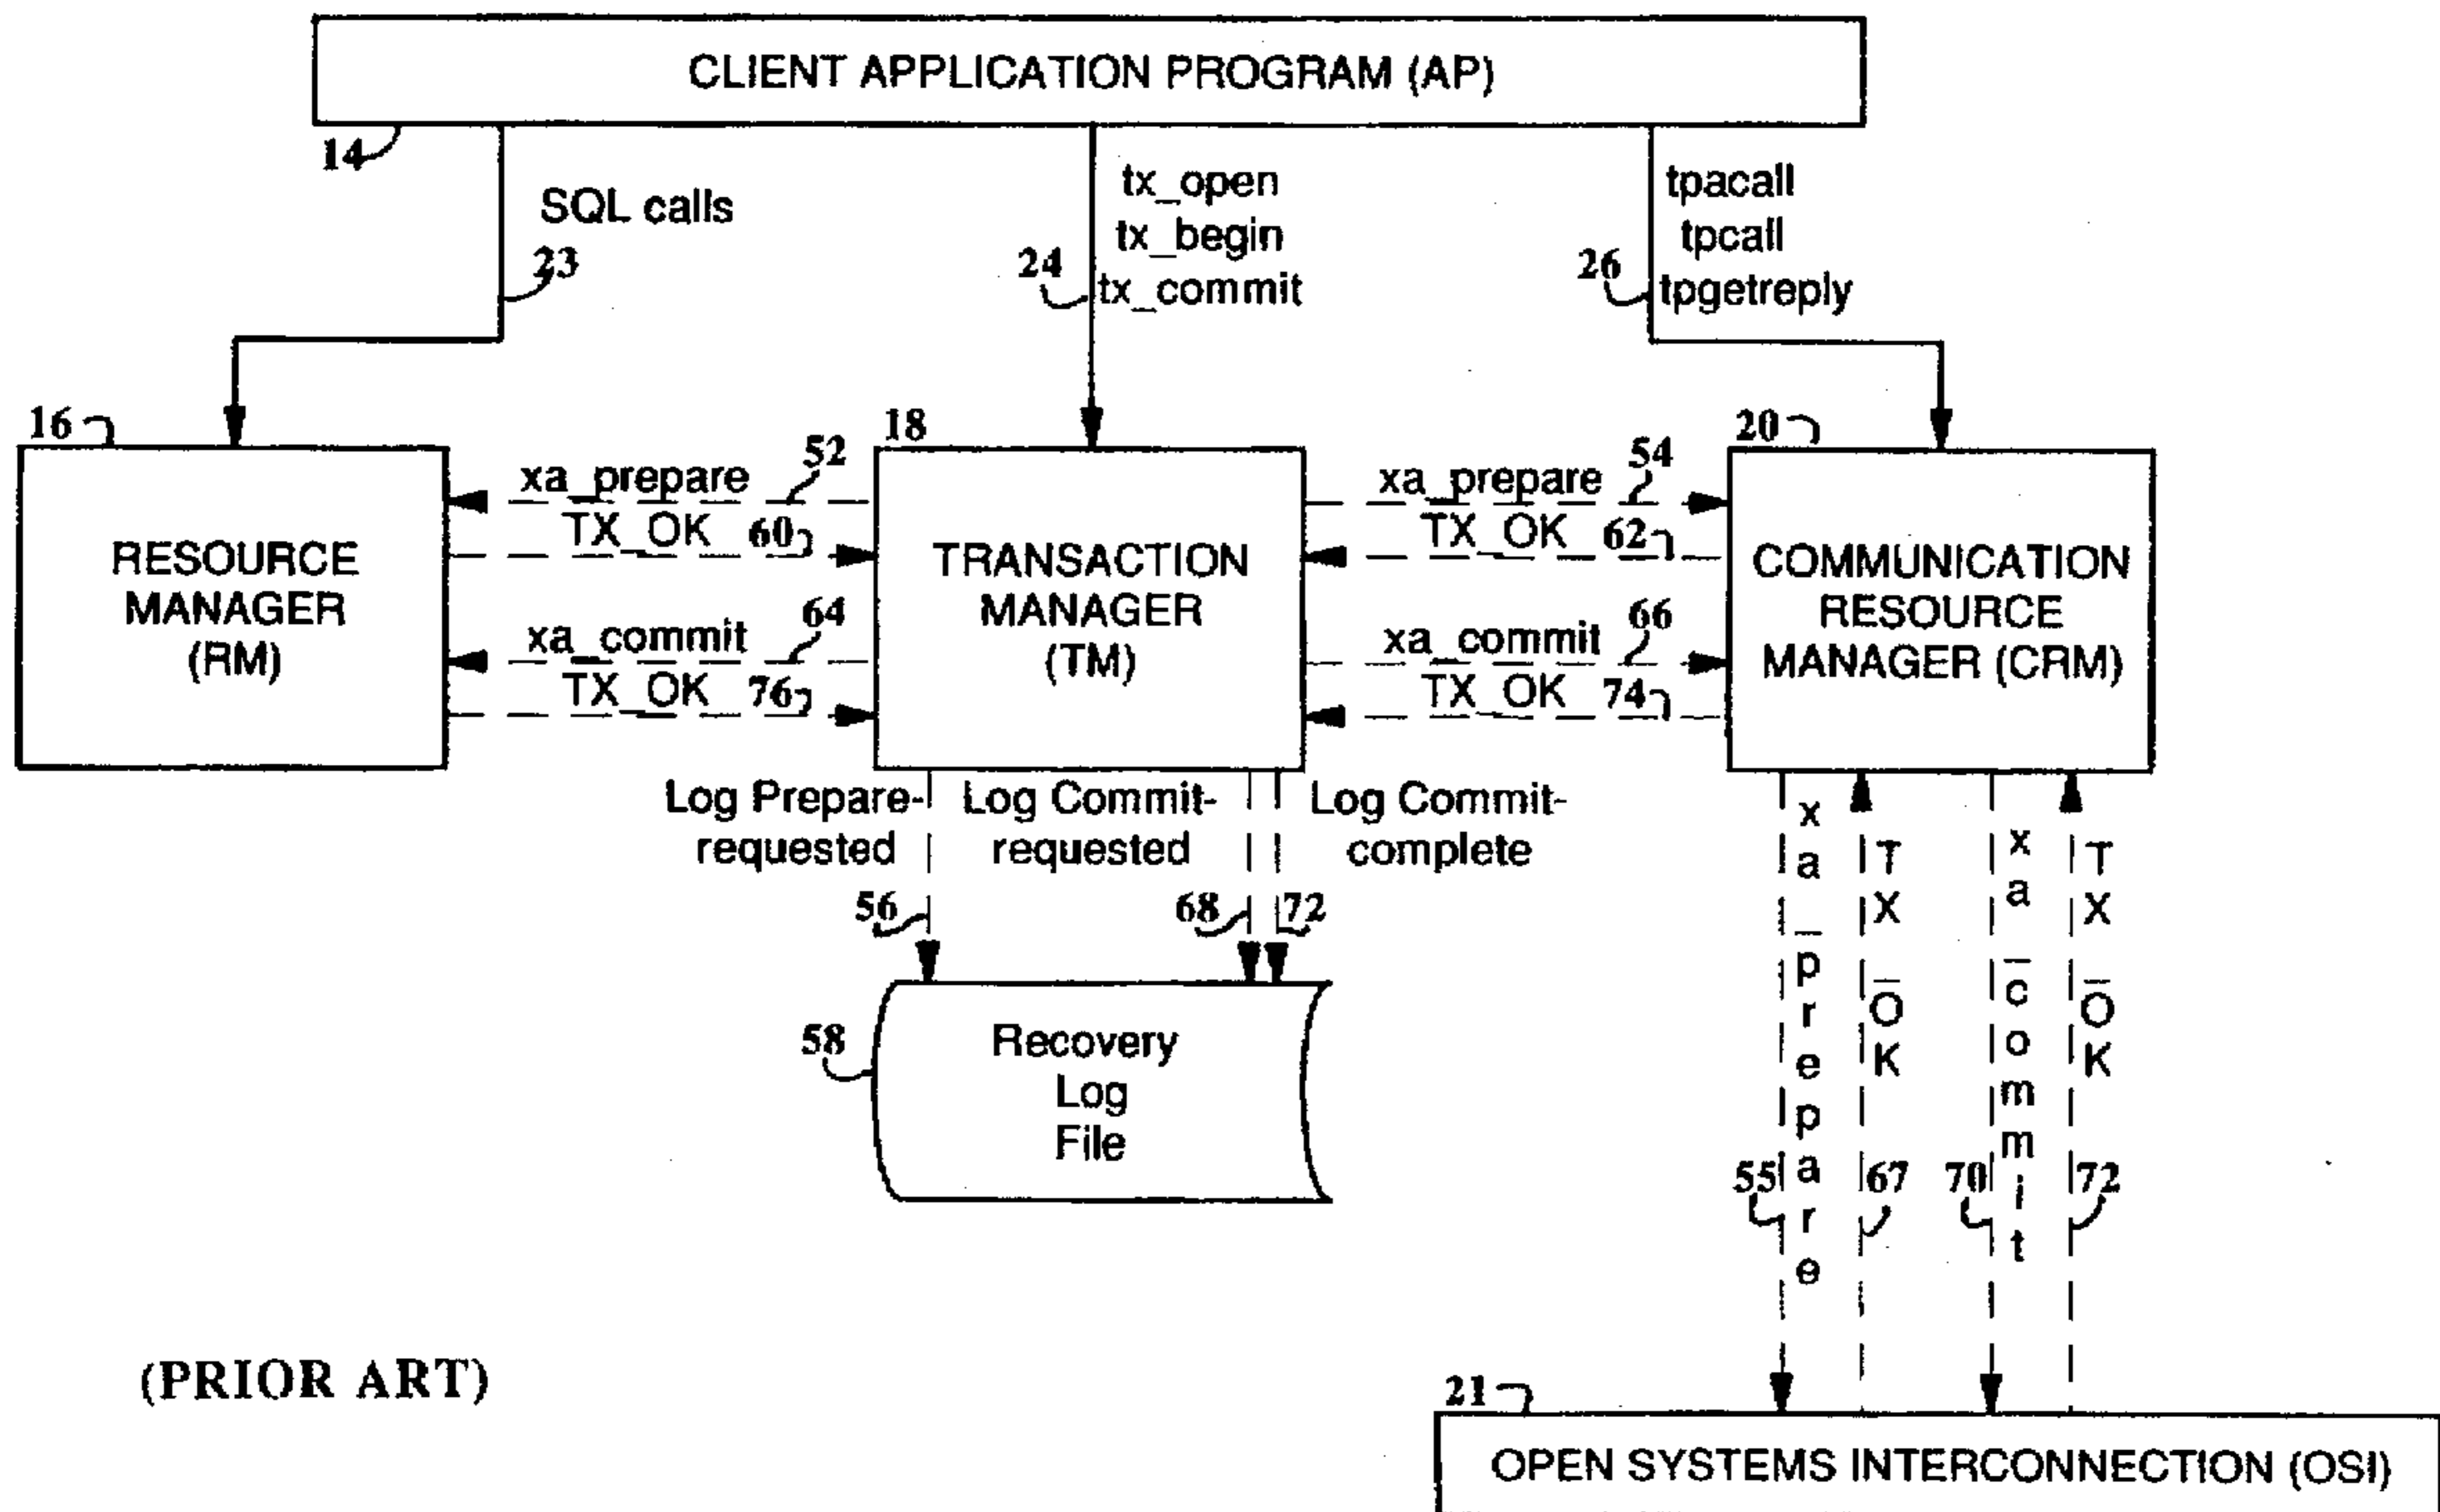 CLIENT APPLICATION PROGRAM (AP)
14
SQL calls
23
tx_open
tx_begin
24
tx_commit
tpacall
tpcall
26
tpgetreply
16
18
20
RESOURCE
MANAGER
(RM)
xa_prepare
52
TX_OK
60
xa_commit
64
TX_OK
76
TRANSACTION
MANAGER
(TM)
xa_prepare
54
TX_OK
62
xa_commit
66
TX_OK
74
COMMUNICATION
RESOURCE
MANAGER (CRM)
Log Prepare-
requested
Log Commit-
requested
Log Commit-
complete
56
68
72
58
Recovery
Log
File
xa_prepare
TX_OK
xa_commit
TX_OK
55
67
70
72
(PRIOR ART)
21
OPEN SYSTEMS INTERCONNECTION (OSI)